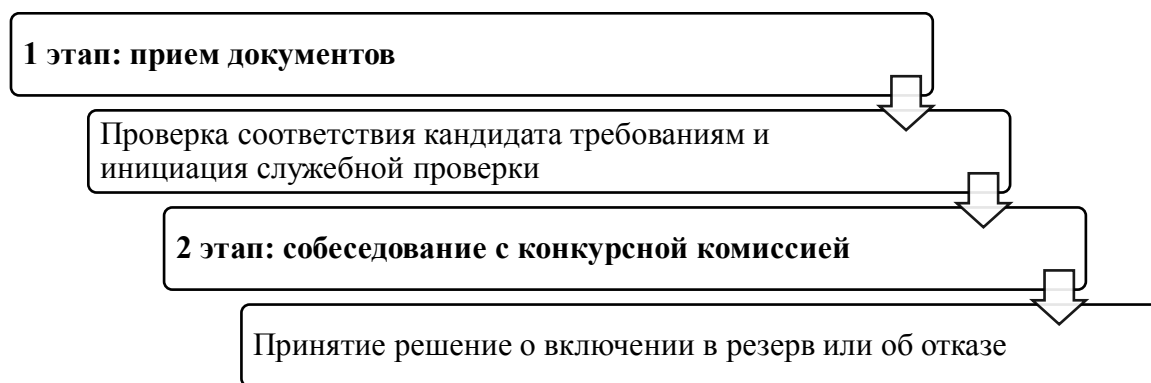 1 этап: прием документов
Проверка соответствия кандидата требованиям и
инициация служебной проверки
2 этап: собеседование с конкурсной комиссией
Принятие решение о включении в резерв или об отказе